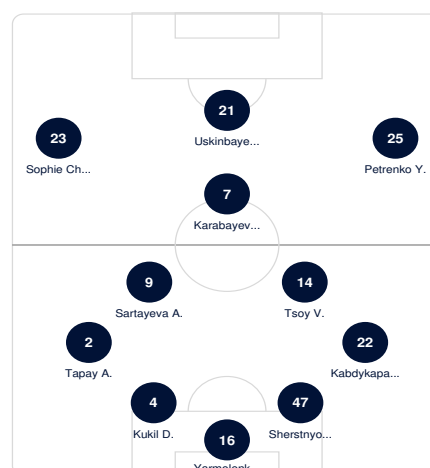 21
Uskinbaye...
23
25
Sophie Ch...
Petrenko Y.
7
Karabayev...
9
14
Sartayeva A.
Tsoy V.
2
22
Tapay A.
Kabdykapa...
4
47
Kukil D.
Sherstnyo...
16